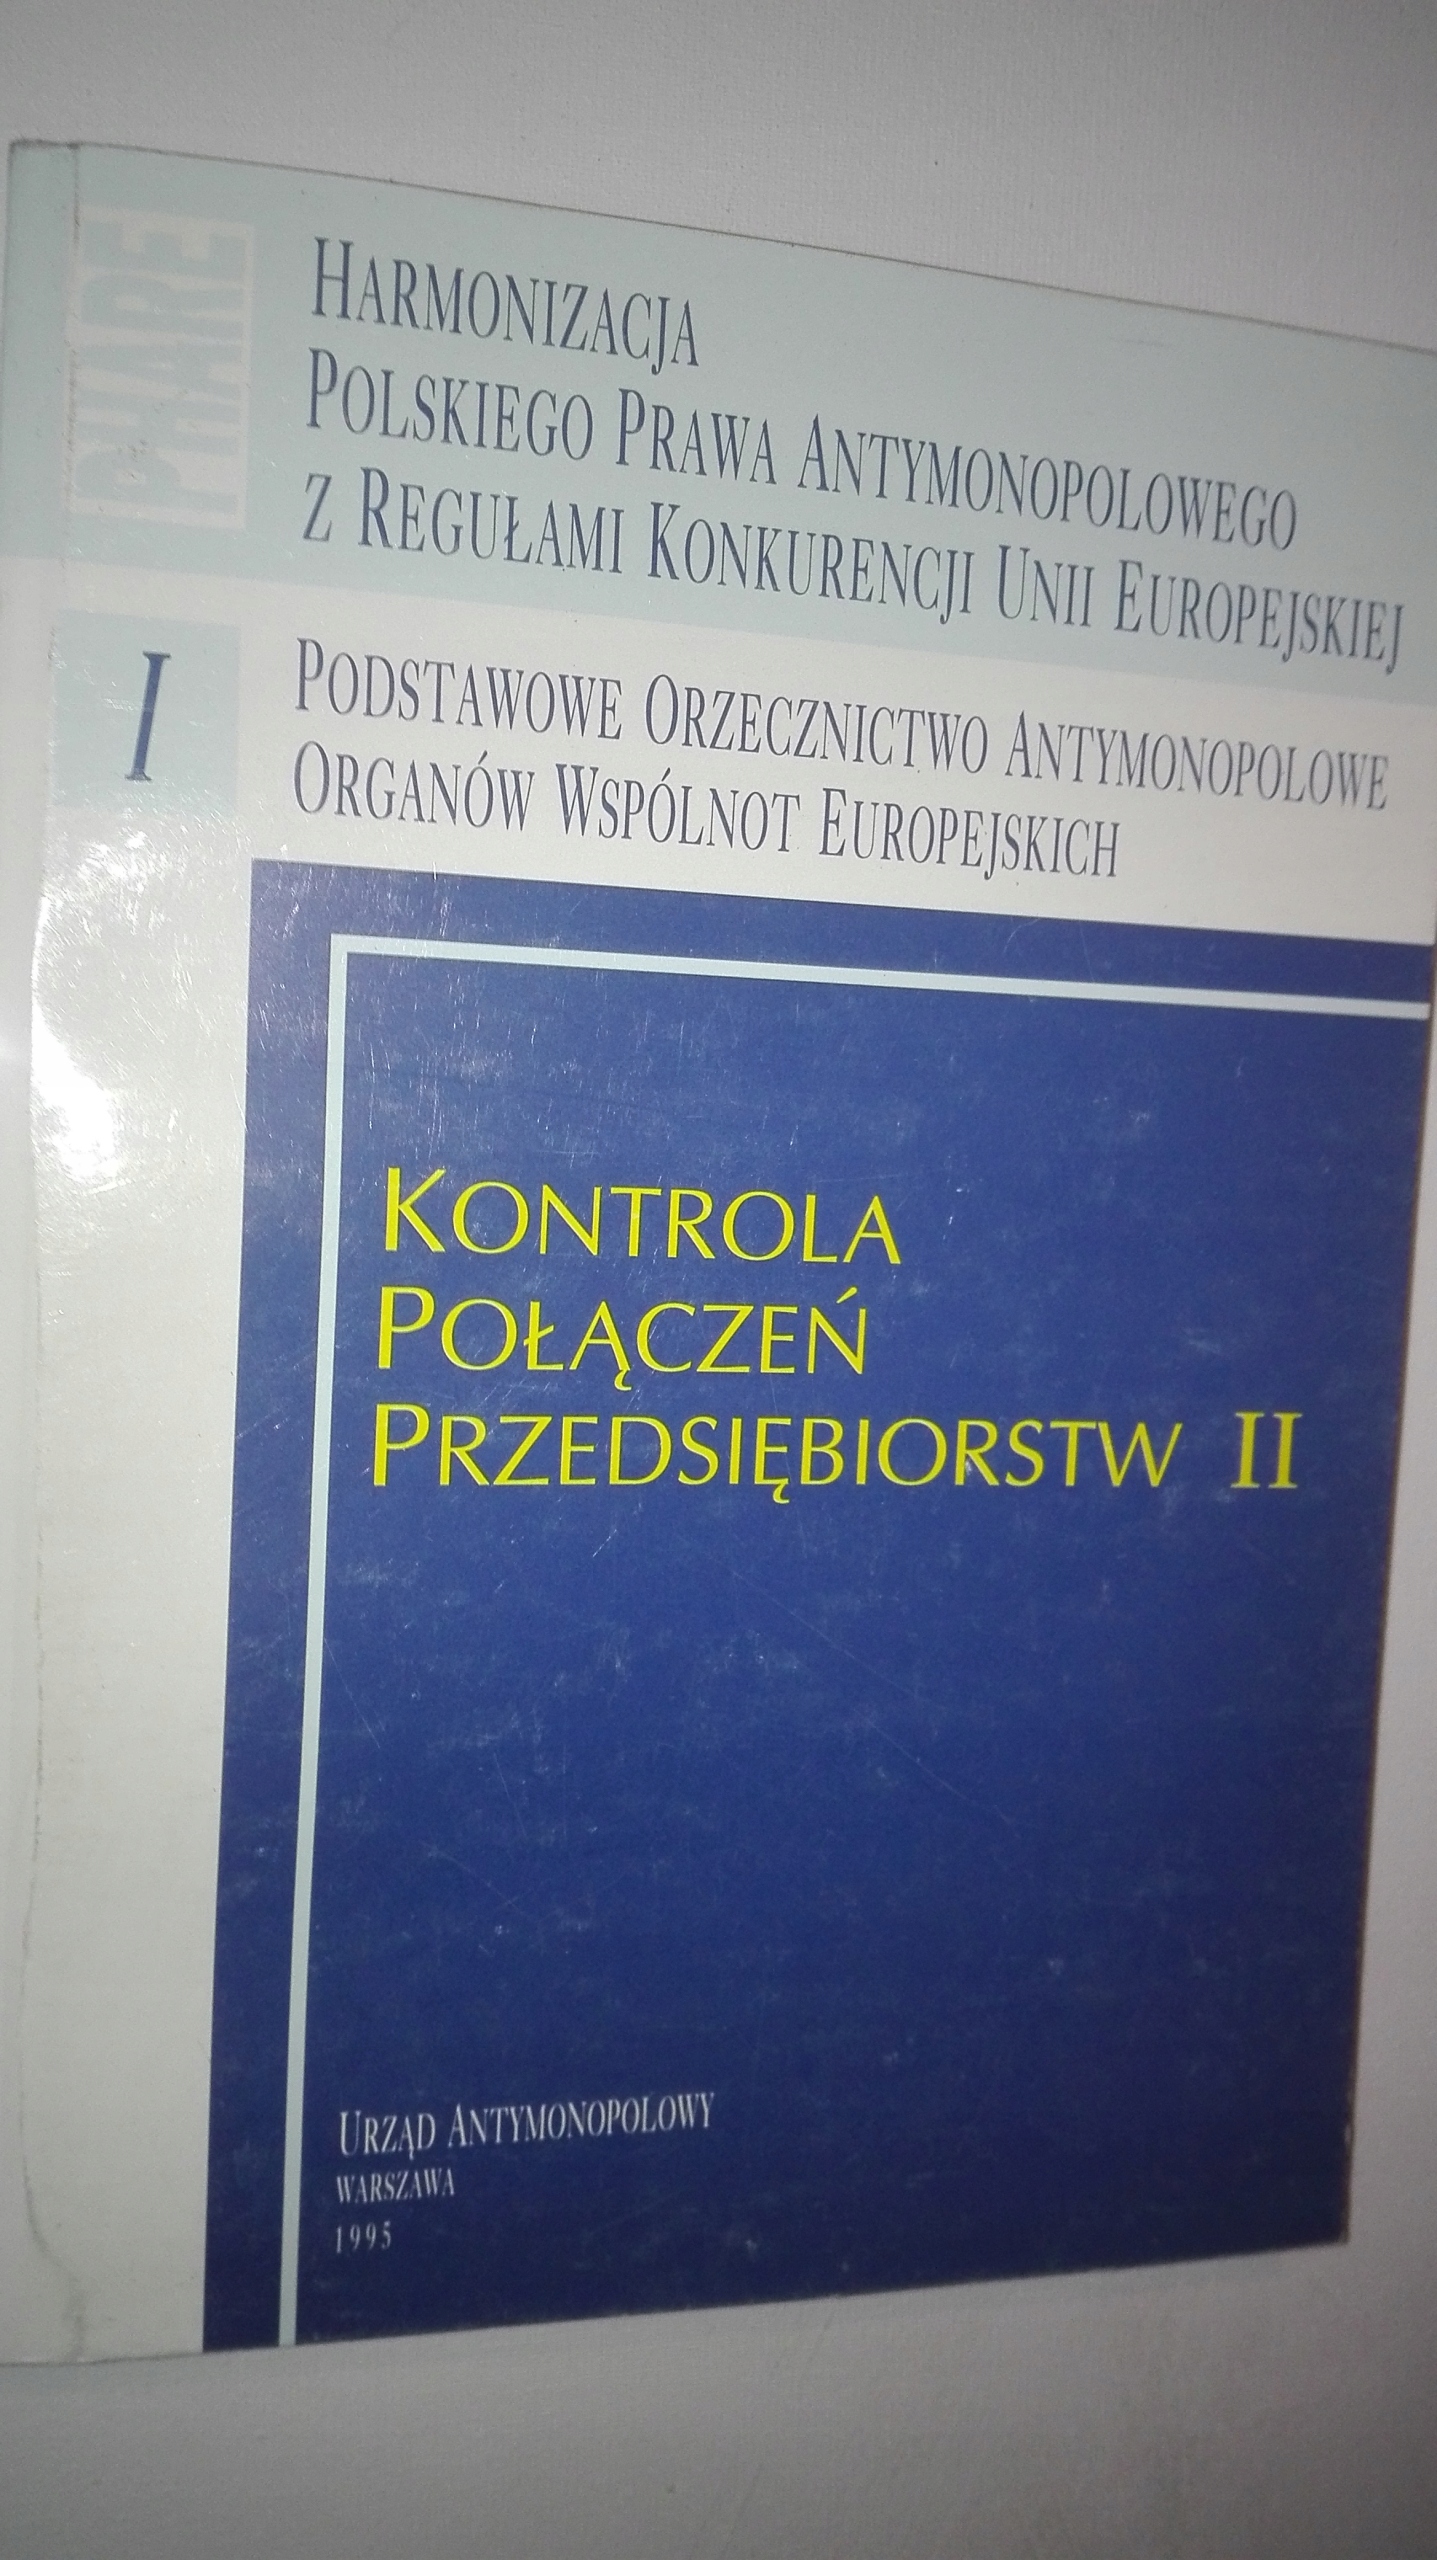 PHARE
HARMONIZACJA
POLSKIEGO PRAWA ANTYMONOPOLOWEGO
Z REGUŁAMI KONKURENCJI UNII EUROPEJSKIEJ
I
PODSTAWOWE ORZECZNICTWO ANTYMONOPOLOWE
ORGANÓW WSPÓLNOT EUROPEJSKICH
KONTROLA
POŁĄCZEŃ
PRZEDSIĘBIORSTW II
URZĄD ANTYMONOPOLOWY
WARSZAWA
1995